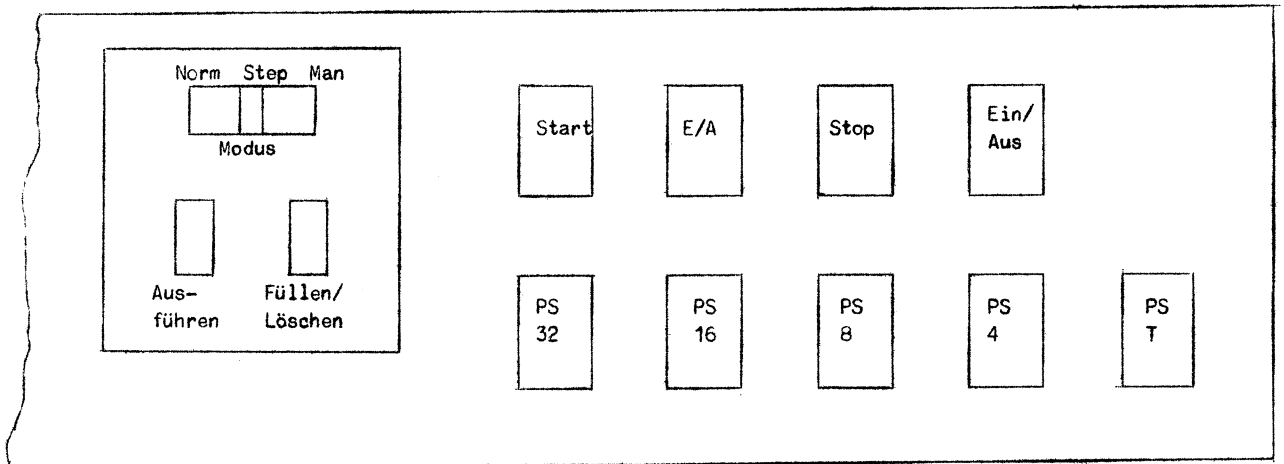 Norm Step Man
Modus
Aus-
führen
Füllen/
Löschen
Start
E/A
Stop
Ein/
Aus
PS
32
PS
16
PS
8
PS
4
PS
T